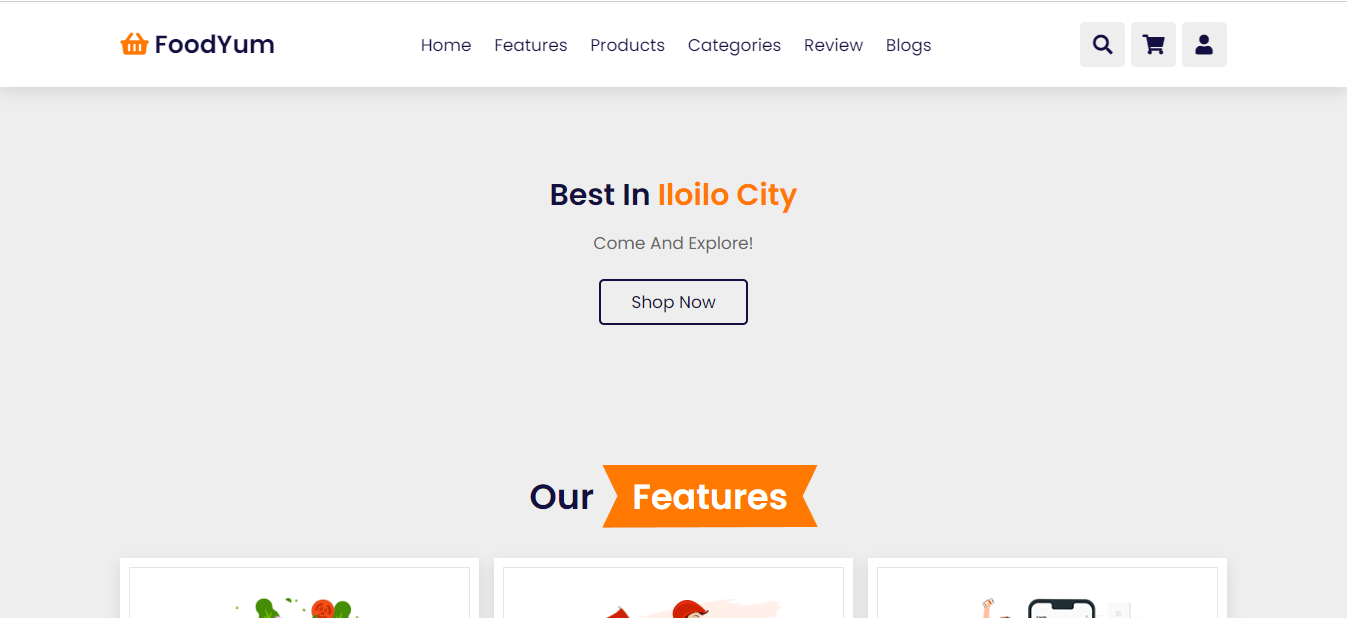 FoodYum
Home Features Products Categories Review Blogs
Best In Iloilo City
Come And Explore!
Shop Now
Our Features